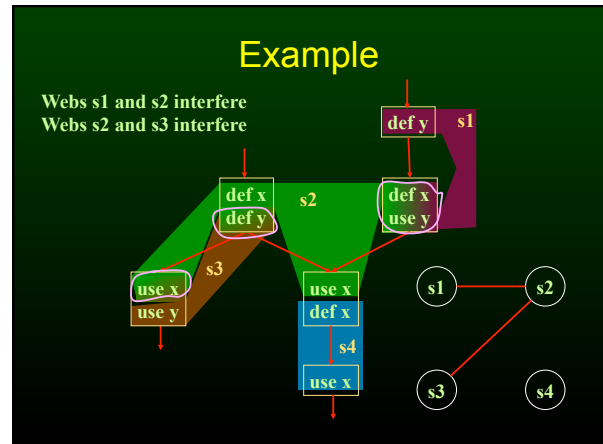 Example
Webs s1 and s2 interfere
Webs s2 and s3 interfere
def y
s1
def x
def y
s2
def x
use y
s3
use x
use y
use x
def x
s4
use x
s1
s2
s3
s4